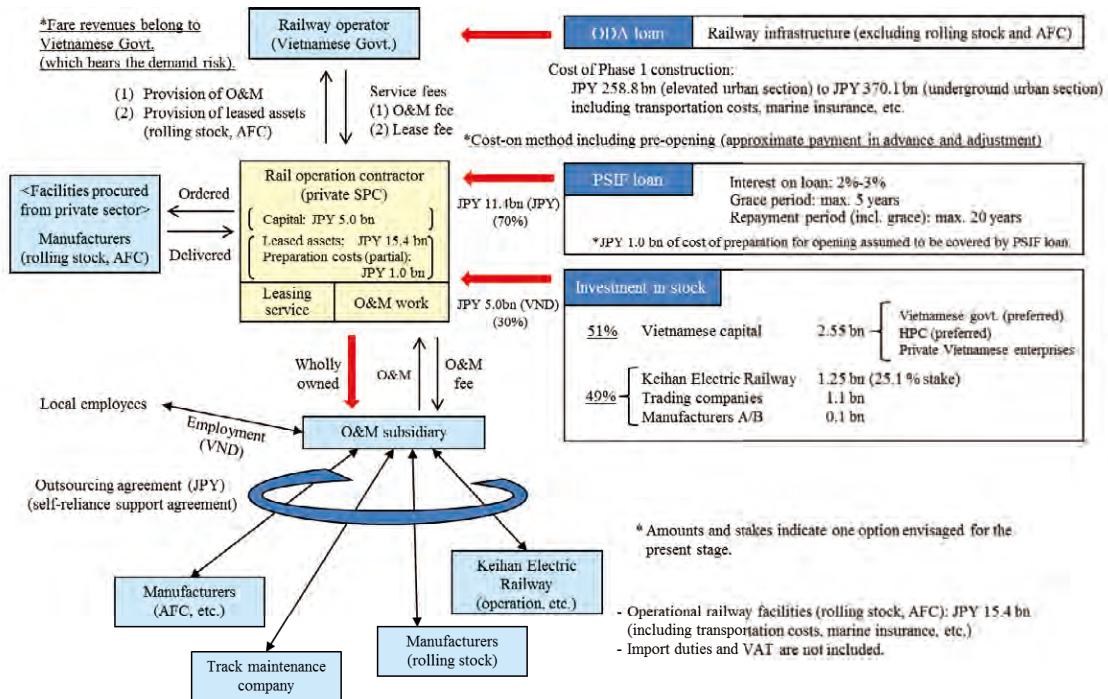 *Fare revenues belong to
Vietnamese Govt.
(which bears the demand risk).
Railway operator
(Vietnamese Govt.)
ODA loan
Railway infrastructure (excluding rolling stock and AFC)
Cost of Phase 1 construction:
JPY 258.8 bn (elevated urban section) to JPY 370.1 bn (underground urban section)
including transportation costs, marine insurance, etc.
(1) Provision of O&M
(2) Provision of leased assets
(rolling stock, AFC)
Service fees
(1) O&M fee
(2) Lease fee
*Cost-on method including pre-opening (approximate payment in advance and adjustment)
<Facilities procured
from private sector>
Manufacturers
(rolling stock, AFC)
Ordered
Delivered
Rail operation contractor
(private SPC)
Capital: JPY 5.0 bn
Leased assets: JPY 15.4 bn
Preparation costs (partial):
JPY 1.0 bn
Leasing
service
O&M work
JPY 11.4bn (JPY)
(70%)
PSIF loan
Interest on loan: 2%-3%
Grace period: max. 5 years
Repayment period (incl. grace): max. 20 years
*JPY 1.0 bn of cost of preparation for opening assumed to be covered by PSIF loan.
JPY 5.0bn (VND)
(30%)
Investment in stock
51% Vietnamese capital 2.55 bn
Vietnamese govt. (preferred)
HPC (preferred)
Private Vietnamese enterprises
49%
Keihan Electric Railway 1.25 bn (25.1 % stake)
Trading companies 1.1 bn
Manufacturers A/B 0.1 bn
Wholly
owned
O&M
O&M
fee
Local employees
Employment
(VND)
O&M subsidiary
Outsourcing agreement (JPY)
(self-reliance support agreement)
* Amounts and stakes indicate one option envisaged for the
present stage.
Manufacturers
(AFC, etc.)
Track maintenance
company
Manufacturers
(rolling stock)
Keihan Electric
Railway
(operation, etc.)
- Operational railway facilities (rolling stock, AFC): JPY 15.4 bn
(including transportation costs, marine insurance, etc.)
- Import duties and VAT are not included.